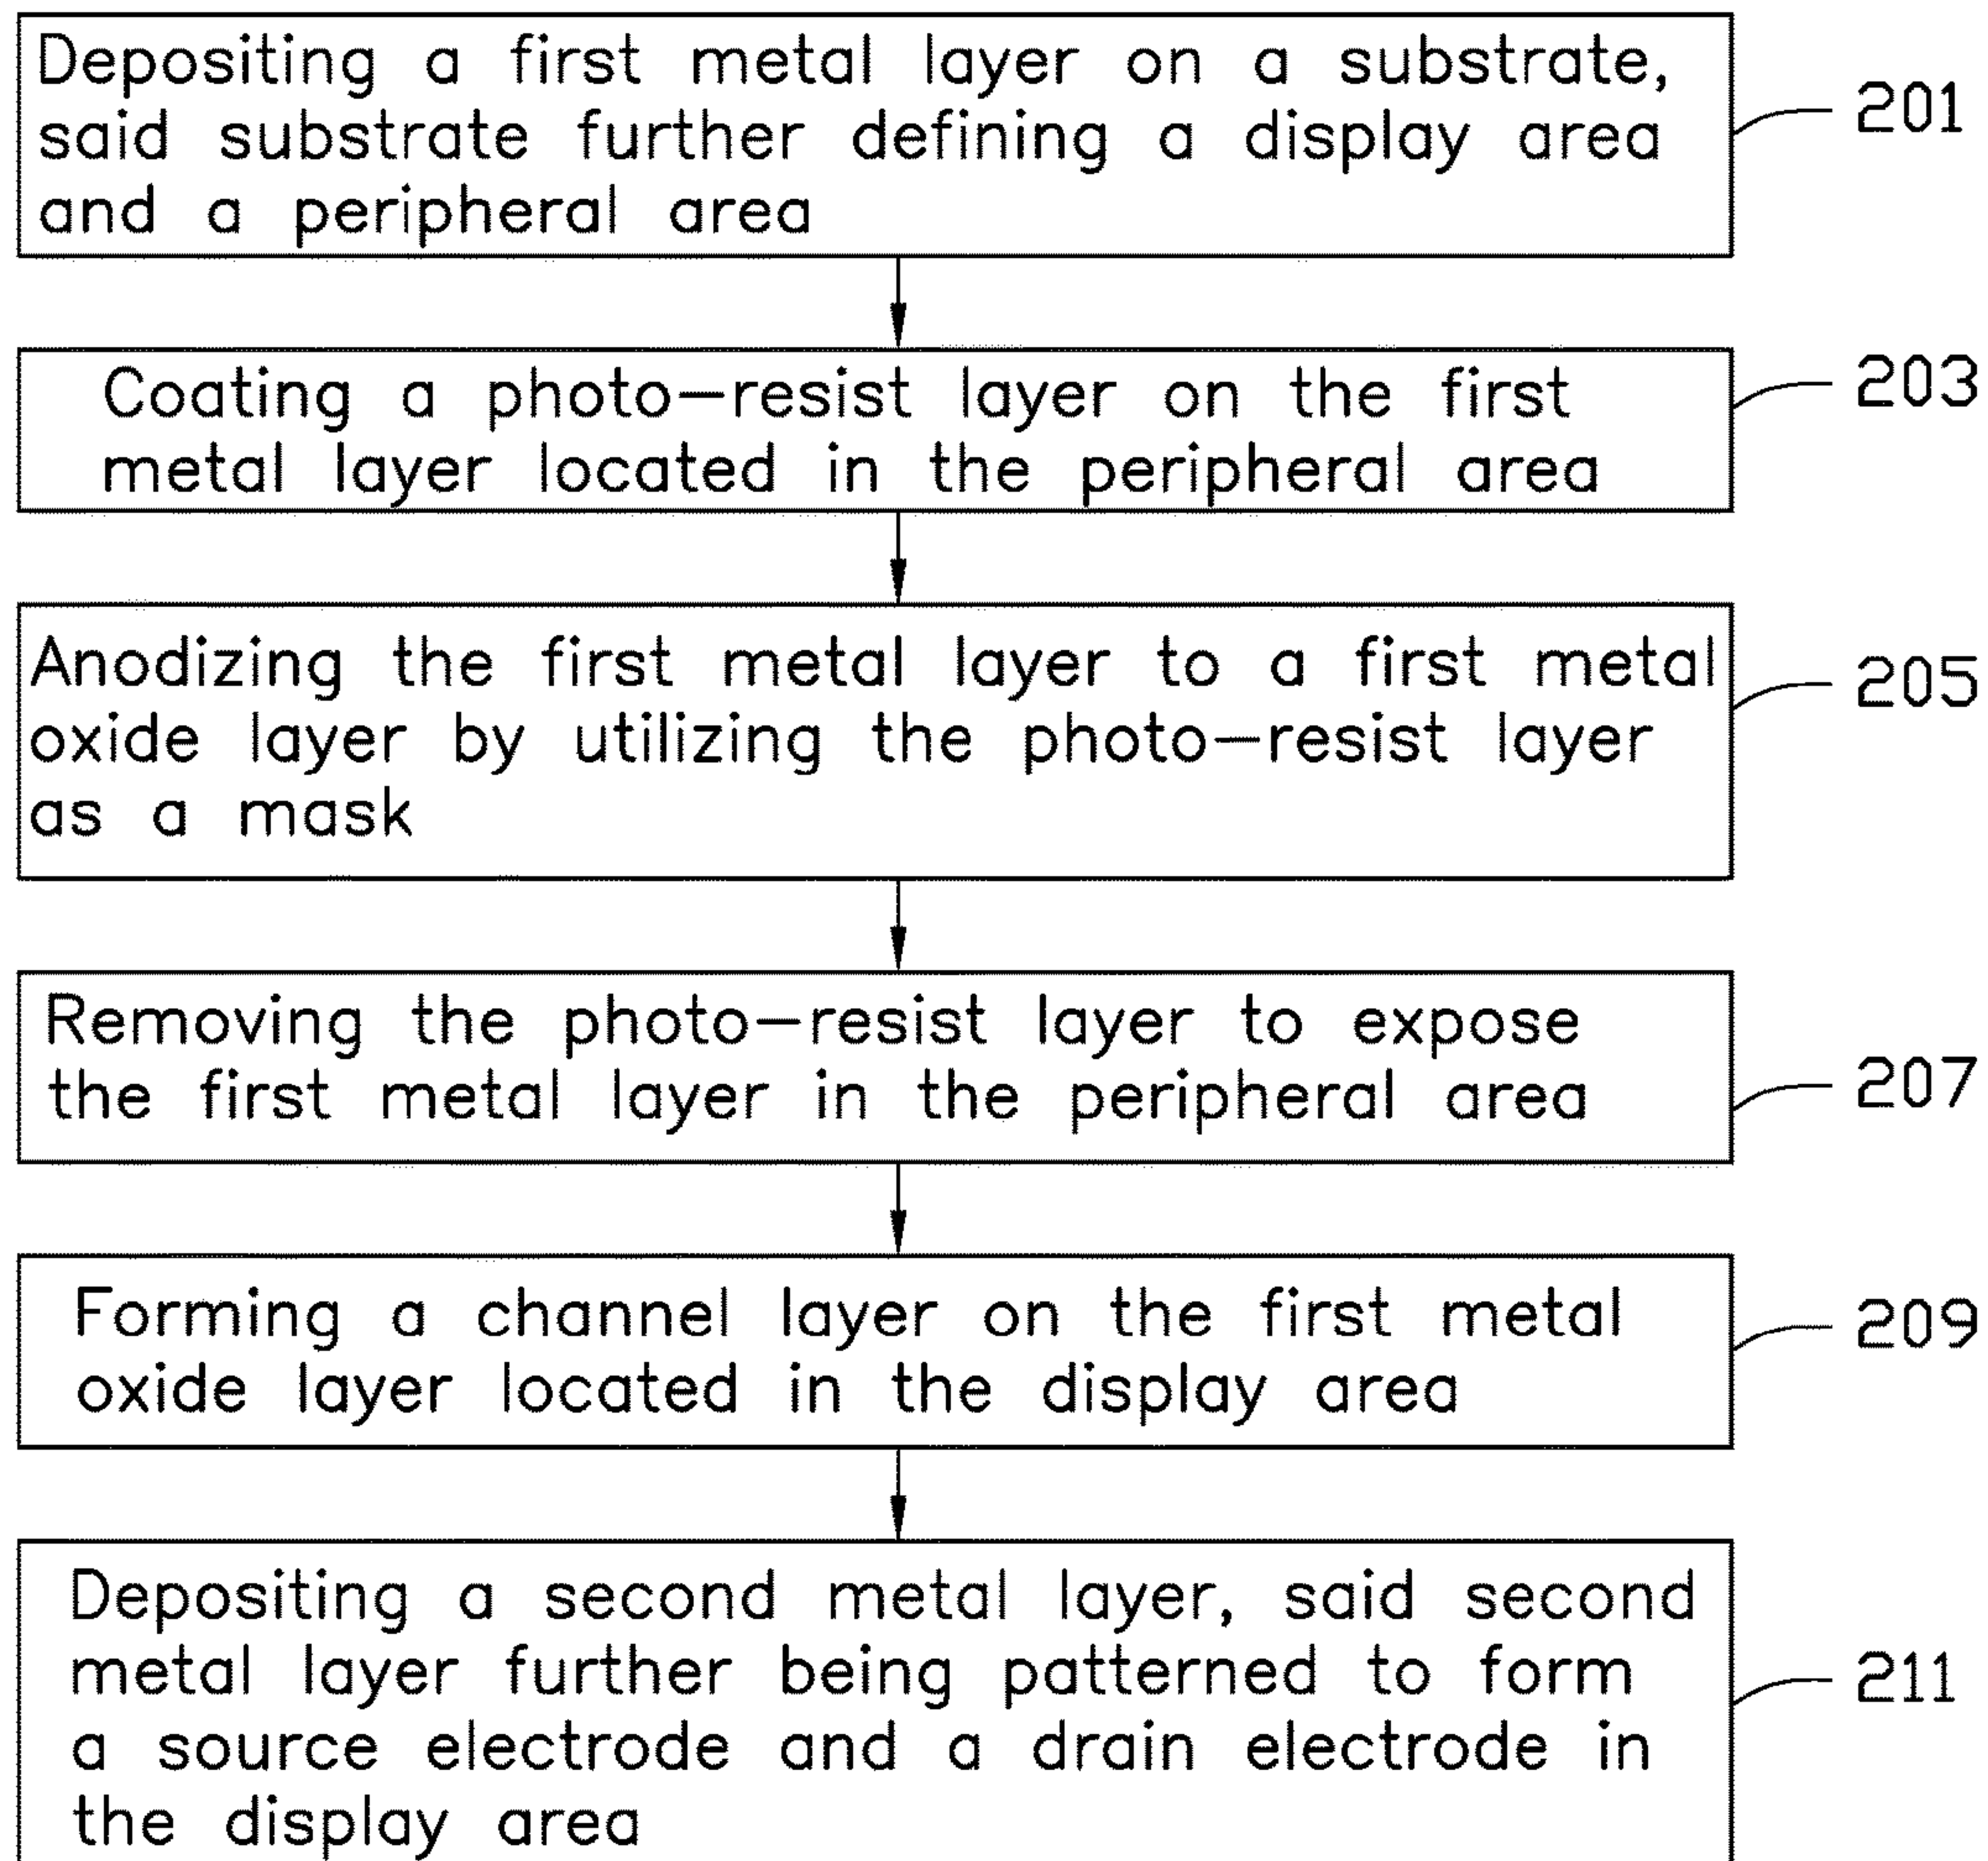 Depositing a first metal layer on a substrate,
said substrate further defining a display area
and a peripheral area
201
Coating a photo-resist layer on the first
metal layer located in the peripheral area
203
Anodizing the first metal layer to a first metal
oxide layer by utilizing the photo-resist layer
as a mask
205
Removing the photo-resist layer to expose
the first metal layer in the peripheral area
207
Forming a channel layer on the first metal
oxide layer located in the display area
209
Depositing a second metal layer, said second
metal layer further being patterned to form
a source electrode and a drain electrode in
the display area
211